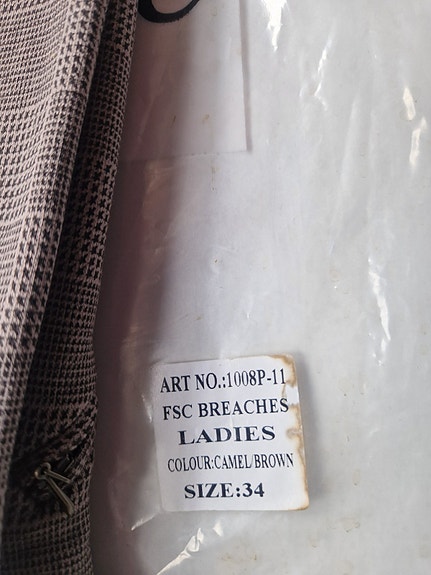 ART NO.:1008P-11
FSC BREACHES
LADIES
COLOUR:CAMEL/BROWN
SIZE:34